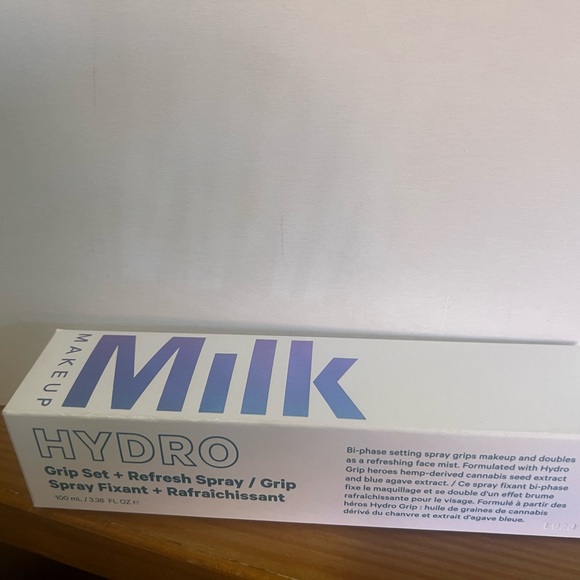 MAKEUP
Milk
HYDRO
Grip Set + Refresh Spray / Grip
Spray Fixant + Rafraîchissant
100 mL / 3.38 FL OZ ℮
Bi-phase setting spray grips makeup and doubles
as a refreshing face mist. Formulated with Hydro
Grip heroes hemp-derived cannabis seed extract
and blue agave extract. / Ce spray fixant bi-phase
fixe le maquillage et se double d'un effet brume
rafraîchissante pour le visage. Formulé à partir des
héros Hydro Grip : huile de graines de cannabis
dérivé du chanvre et extrait d'agave bleue.